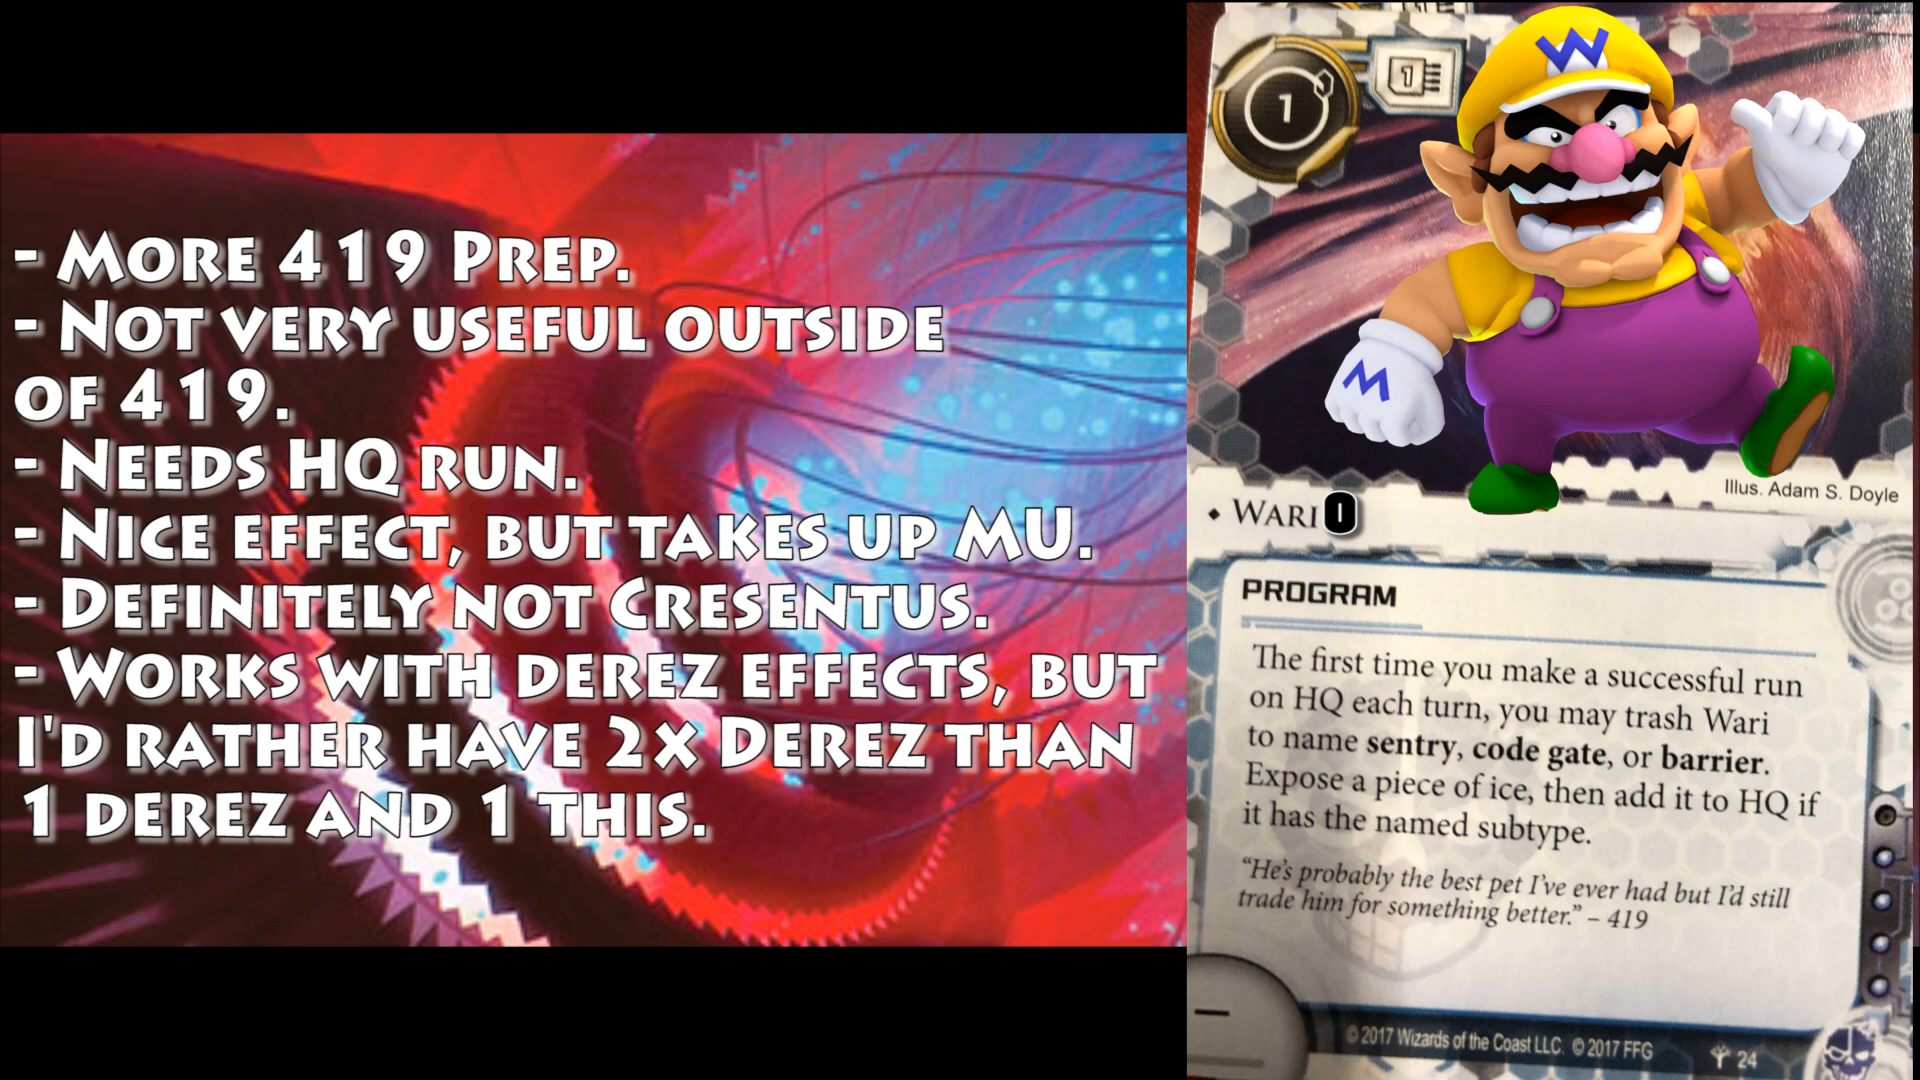 - More 419 Prep.
- Not very useful outside
of 419.
- Needs HQ run.
- Nice effect, but takes up MU.
- Definitely not Cresentus.
- Works with derez effects, but
I'd rather have 2x Derez than
1 derez and 1 this.
1
1
W
M
Illus. Adam S. Doyle
♦ Wari 0
PROGRAM
The first time you make a successful run
on HQ each turn, you may trash Wari
to name sentry, code gate, or barrier.
Expose a piece of ice, then add it to HQ if
it has the named subtype.
“He's probably the best pet I've ever had but I'd still
trade him for something better.” – 419
–
© 2017 Wizards of the Coast LLC. © 2017 FFG
24